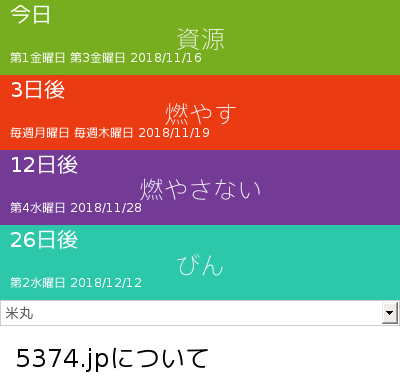 今日
資源
第1金曜日 第3金曜日 2018/11/16
3日後
燃やす
毎週月曜日 毎週木曜日 2018/11/19
12日後
燃やさない
第4水曜日 2018/11/28
26日後
びん
第2水曜日 2018/12/12
米丸
5374.jpについて